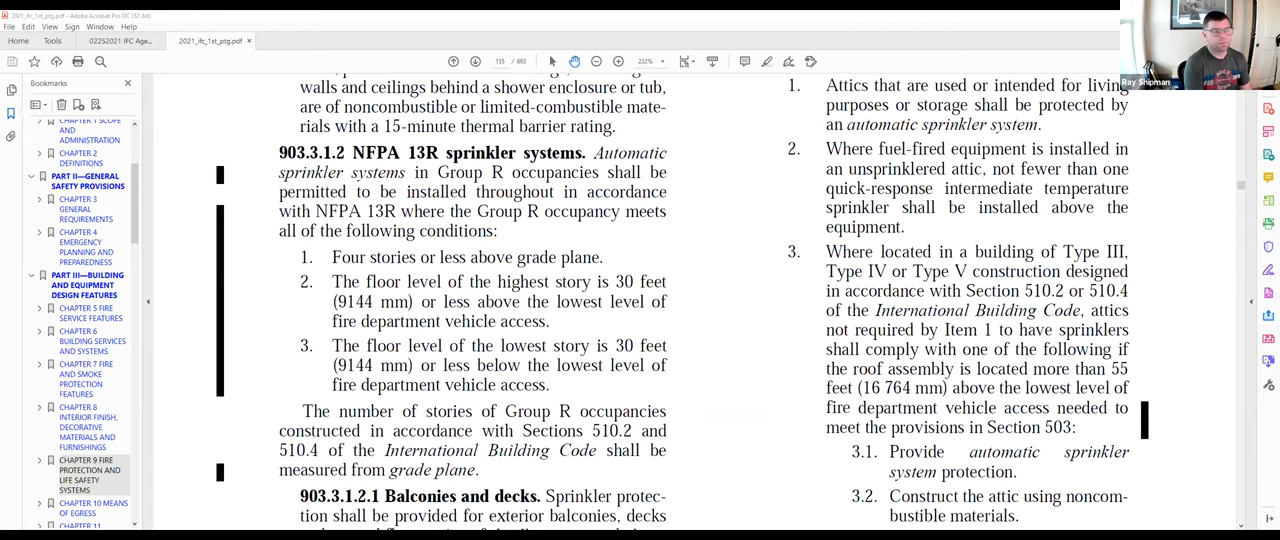 2021_ifc_1st_ptg.pdf - Adobe Acrobat Pro DC (32-bit)
File Edit View Sign Window Help
Home Tools 02252021 IFC Age... 2021_ifc_1st_ptg.pdf ×
155 / 693 232%
Bookmarks
CHAPTER 1 SCOPE
AND
ADMINISTRATION
CHAPTER 2
DEFINITIONS
PART II—GENERAL
SAFETY PROVISIONS
CHAPTER 3
GENERAL
REQUIREMENTS
CHAPTER 4
EMERGENCY
PLANNING AND
PREPAREDNESS
PART III—BUILDING
AND EQUIPMENT
DESIGN FEATURES
CHAPTER 5 FIRE
SERVICE FEATURES
CHAPTER 6
BUILDING SERVICES
AND SYSTEMS
CHAPTER 7 FIRE
AND SMOKE
PROTECTION
FEATURES
CHAPTER 8
INTERIOR FINISH,
DECORATIVE
MATERIALS AND
FURNISHINGS
CHAPTER 9 FIRE
PROTECTION AND
LIFE SAFETY
SYSTEMS
CHAPTER 10 MEANS
OF EGRESS
CHAPTER 11
walls and ceilings behind a shower enclosure or tub,
are of noncombustible or limited-combustible mate-
rials with a 15-minute thermal barrier rating.
903.3.1.2 NFPA 13R sprinkler systems. Automatic
sprinkler systems in Group R occupancies shall be
permitted to be installed throughout in accordance
with NFPA 13R where the Group R occupancy meets
all of the following conditions:
1. Four stories or less above grade plane.
2. The floor level of the highest story is 30 feet
(9144 mm) or less above the lowest level of
fire department vehicle access.
3. The floor level of the lowest story is 30 feet
(9144 mm) or less below the lowest level of
fire department vehicle access.
The number of stories of Group R occupancies
constructed in accordance with Sections 510.2 and
510.4 of the International Building Code shall be
measured from grade plane.
903.3.1.2.1 Balconies and decks. Sprinkler protec-
tion shall be provided for exterior balconies, decks
1. Attics that are used or intended for living
purposes or storage shall be protected by
an automatic sprinkler system.
2. Where fuel-fired equipment is installed in
an unsprinklered attic, not fewer than one
quick-response intermediate temperature
sprinkler shall be installed above the
equipment.
3. Where located in a building of Type III,
Type IV or Type V construction designed
in accordance with Section 510.2 or 510.4
of the International Building Code, attics
not required by Item 1 to have sprinklers
shall comply with one of the following if
the roof assembly is located more than 55
feet (16 764 mm) above the lowest level of
fire department vehicle access needed to
meet the provisions in Section 503:
3.1. Provide automatic sprinkler
system protection.
3.2. Construct the attic using noncom-
bustible materials.
Ray Shipman